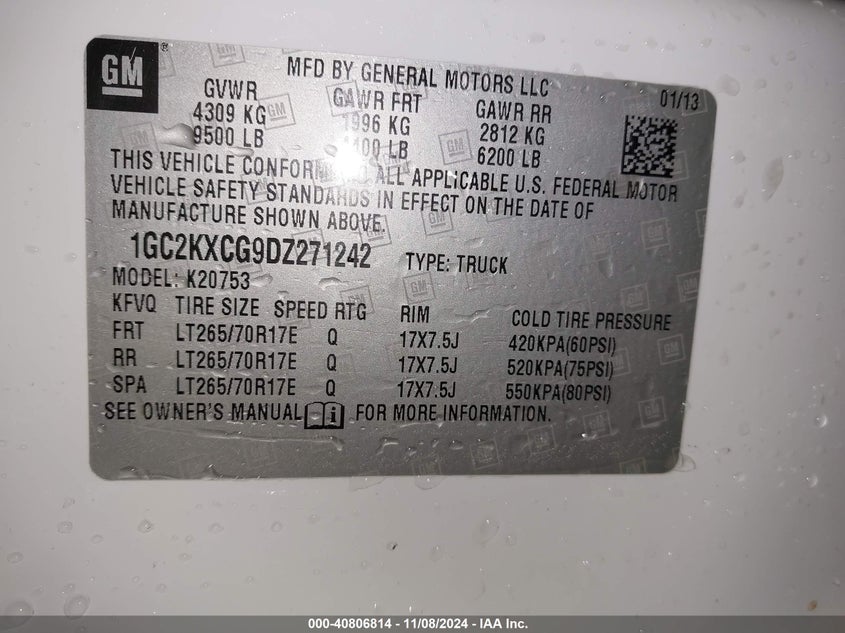 GM
MFD BY GENERAL MOTORS LLC
01/13
GVWR GAWR FRT GAWR RR
4309 KG 1996 KG 2812 KG
9500 LB LB 6200 LB
THIS VEHICLE CONFORMS TO ALL APPLICABLE U.S. FEDERAL MOTOR
VEHICLE SAFETY STANDARDS IN EFFECT ON THE DATE OF
MANUFACTURE SHOWN ABOVE.
1GC2KXCG9DZ271242 TYPE: TRUCK
MODEL: K20753
KFVQ TIRE SIZE SPEED RTG RIM COLD TIRE PRESSURE
FRT LT265/70R17E Q 17X7.5J 420KPA(60PSI)
RR LT265/70R17E Q 17X7.5J 520KPA(75PSI)
SPA LT265/70R17E Q 17X7.5J 550KPA(80PSI)
SEE OWNER'S MANUAL FOR MORE INFORMATION.
000-40806814 - 11/08/2024 - IAA Inc.